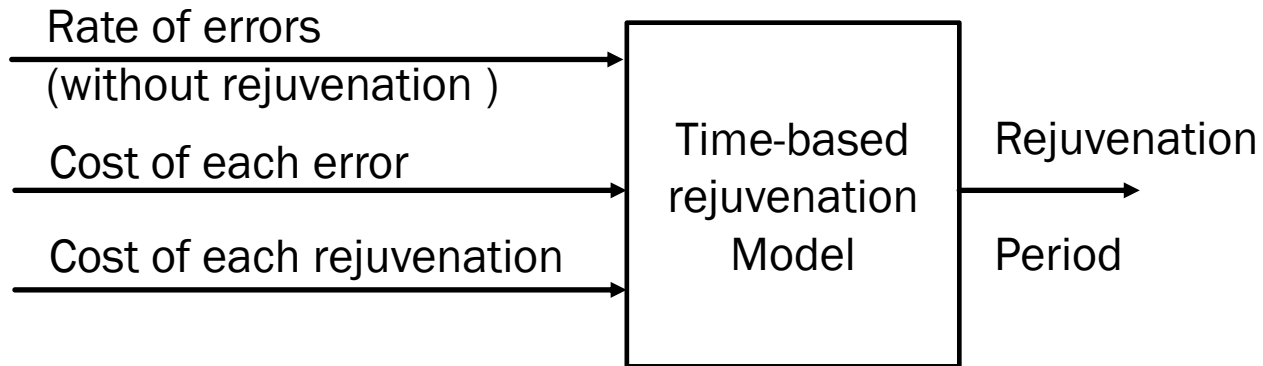 Rate of errors
(without rejuvenation )
Cost of each error
Cost of each rejuvenation
Time-based
rejuvenation
Model
Rejuvenation
Period